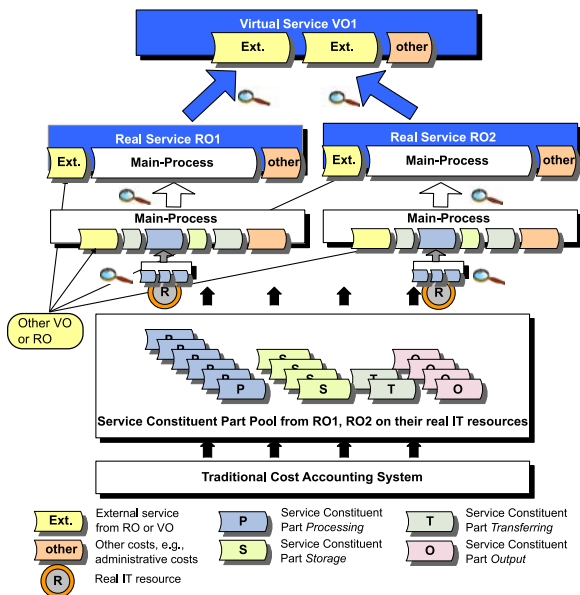 Virtual Service VO1
Ext.
Ext.
other
Real Service RO1
Ext.
Main-Process
other
Real Service RO2
Ext.
Main-Process
other
Main-Process
Main-Process
R
R
Other VO
or RO
P
P
P
P
P
P
S
S
S
S
T
T
O
O
O
O
Service Constituent Part Pool from RO1, RO2 on their real IT resources
Traditional Cost Accounting System
Ext.
External service
from RO or VO
P
Service Constituent
Part Processing
T
Service Constituent
Part Transferring
other
Other costs, e.g.,
administrative costs
S
Service Constituent
Part Storage
O
Service Constituent
Part Output
R
Real IT resource